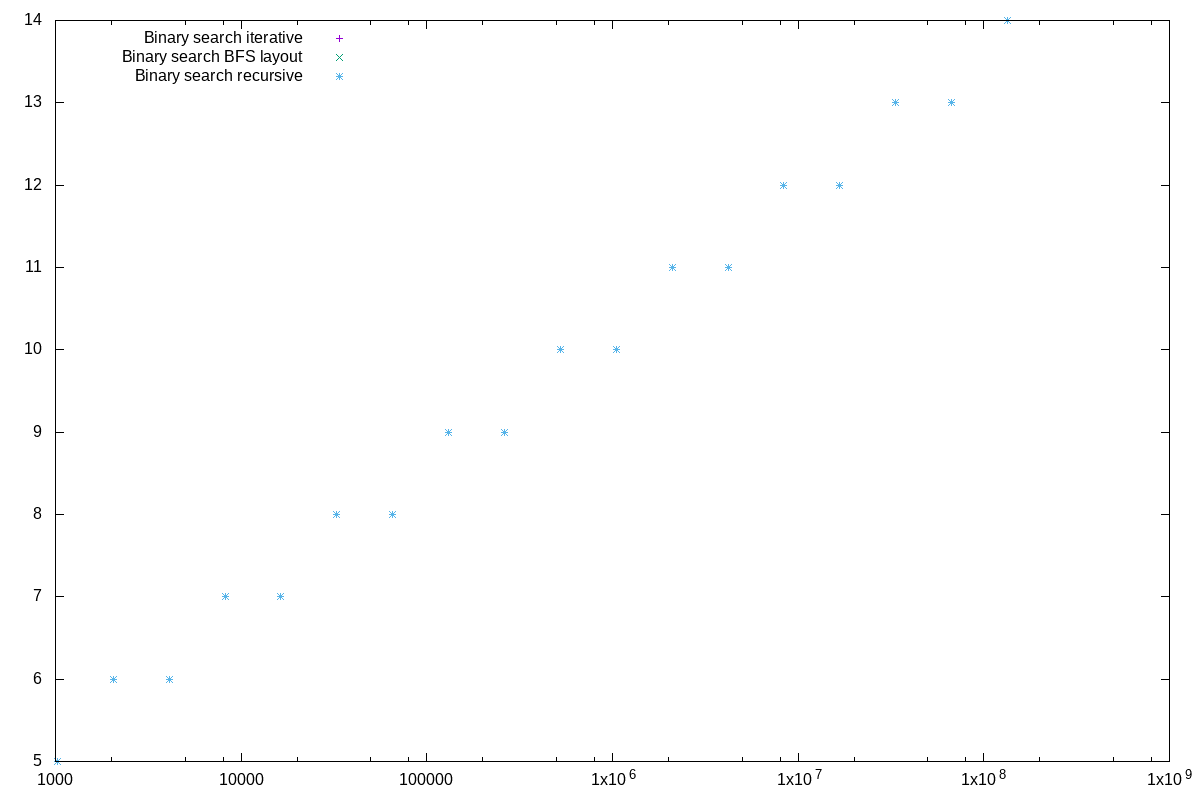 14
Binary search iterative
Binary search BFS layout
Binary search recursive
13
12
11
10
9
8
7
6
5
1000 10000 100000 1x10^6 1x10^7 1x10^8 1x10^9